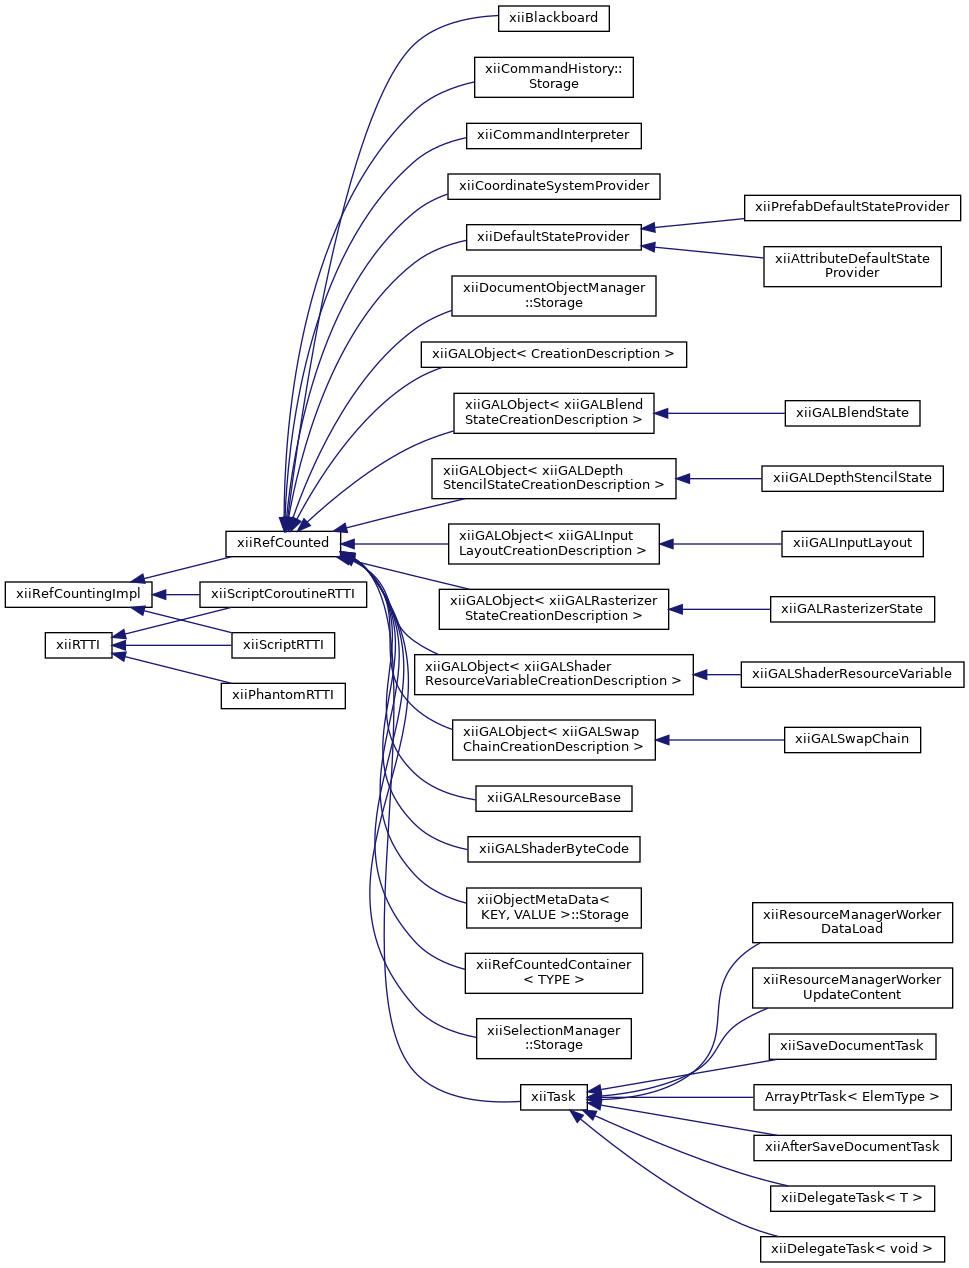 xiiBlackboard
xiiCommandHistory::
Storage
xiiCommandInterpreter
xiiCoordinateSystemProvider
xiiPrefabDefaultStateProvider
xiiDefaultStateProvider
xiiAttributeDefaultState
Provider
xiiDocumentObjectManager
::Storage
xiiGALObject< CreationDescription >
xiiGALObject< xiiGALBlend
StateCreationDescription >
xiiGALBlendState
xiiGALObject< xiiGALDepth
StencilStateCreationDescription >
xiiGALDepthStencilState
xiiRefCounted
xiiGALObject< xiiGALInput
LayoutCreationDescription >
xiiGALInputLayout
xiiRefCountingImpl
xiiScriptCoroutineRTTI
xiiGALObject< xiiGALRasterizer
StateCreationDescription >
xiiGALRasterizerState
xiiRTTI
xiiScriptRTTI
xiiGALObject< xiiGALShader
ResourceVariableCreationDescription >
xiiGALShaderResourceVariable
xiiPhantomRTTI
xiiGALObject< xiiGALSwap
ChainCreationDescription >
xiiGALSwapChain
xiiGALResourceBase
xiiGALShaderByteCode
xiiObjectMetaData<
KEY, VALUE >::Storage
xiiResourceManagerWorker
DataLoad
xiiRefCountedContainer
< TYPE >
xiiResourceManagerWorker
UpdateContent
xiiSelectionManager
::Storage
xiiSaveDocumentTask
xiiTask
ArrayPtrTask< ElemType >
xiiAfterSaveDocumentTask
xiiDelegateTask< T >
xiiDelegateTask< void >